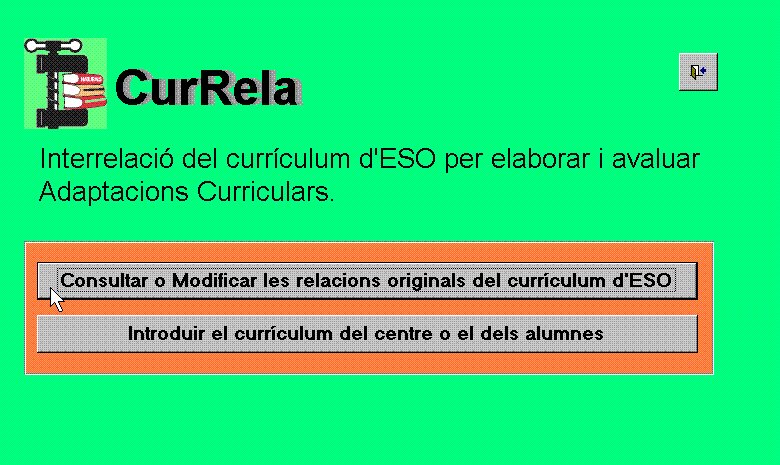 CurRela
Interrelació del currículum d'ESO per elaborar i avaluar
Adaptacions Curriculars.
Consultar o Modificar les relacions originals del currículum d'ESO
Introduir el currículum del centre o el dels alumnes